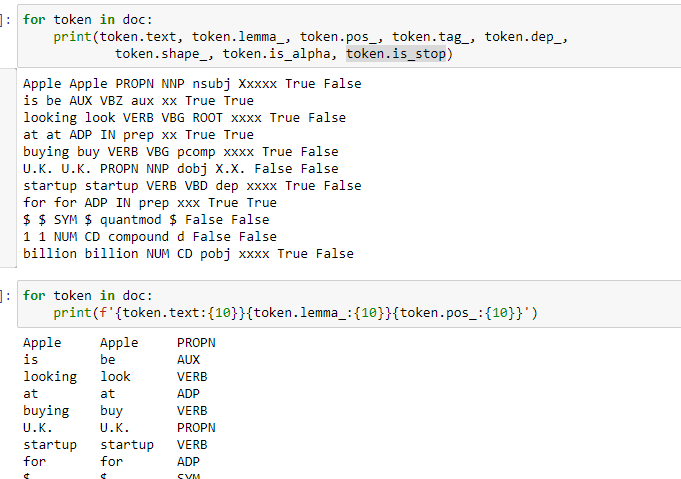 ]: for token in doc:
    print(token.text, token.lemma_, token.pos_, token.tag_, token.dep_,
            token.shape_, token.is_alpha, token.is_stop)
Apple Apple PROPN NNP nsubj Xxxxx True False
is be AUX VBZ aux xx True True
looking look VERB VBG ROOT xxxx True False
at at ADP IN prep xx True True
buying buy VERB VBG pcomp xxxx True False
U.K. U.K. PROPN NNP dobj X.X. False False
startup startup VERB VBD dep xxxx True False
for for ADP IN prep xxx True True
$ $ SYM $ quantmod $ False False
1 1 NUM CD compound d False False
billion billion NUM CD pobj xxxx True False
]: for token in doc:
    print(f'{token.text:{10}}{token.lemma_:{10}}{token.pos_:{10}}')
Apple     Apple     PROPN
is        be        AUX
looking   look      VERB
at        at        ADP
buying    buy       VERB
U.K.      U.K.      PROPN
startup   startup   VERB
for       for       ADP
$         $         SYM